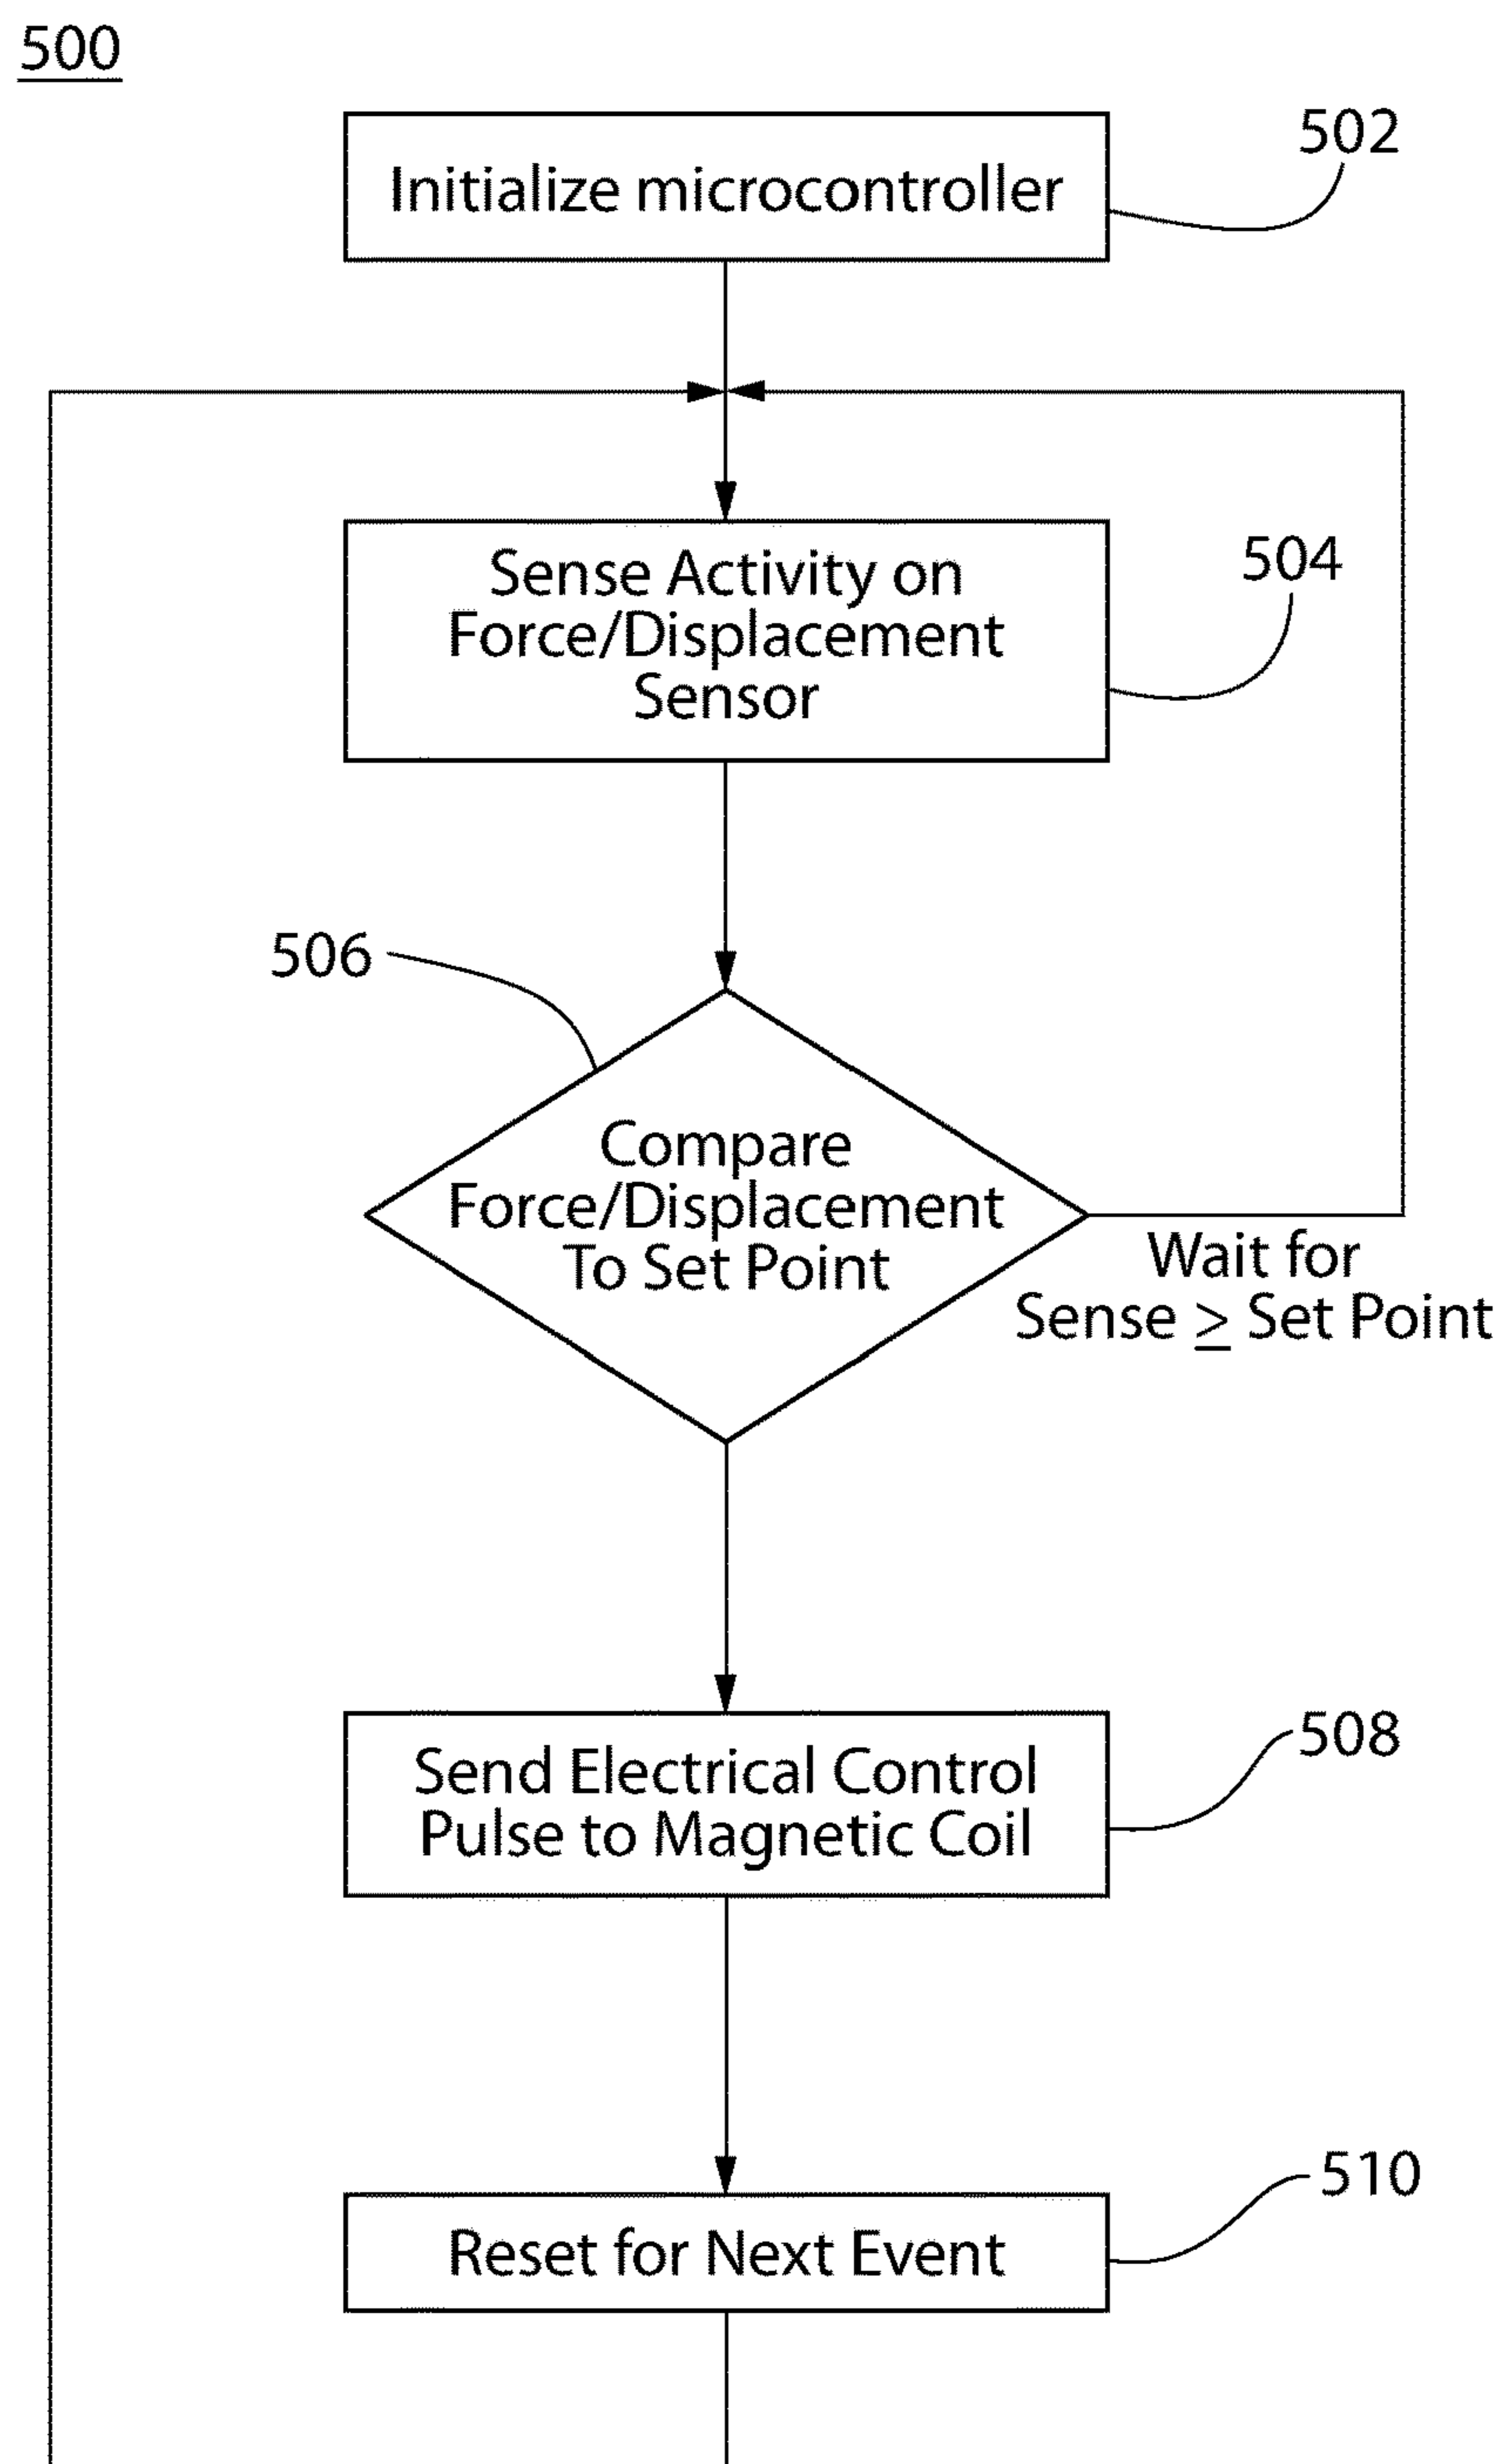 500
Initialize microcontroller
502
Sense Activity on
Force/Displacement
Sensor
504
506
Compare
Force/Displacement
To Set Point
Wait for
Sense ≥ Set Point
Send Electrical Control
Pulse to Magnetic Coil
508
Reset for Next Event
510